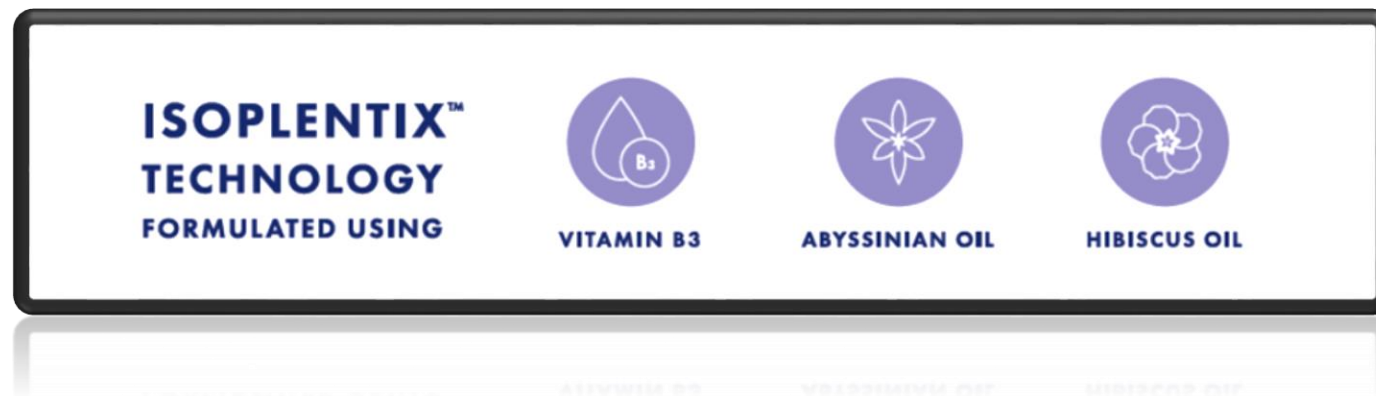 ISOPLENTIX™
TECHNOLOGY
FORMULATED USING
B3
VITAMIN B3
ABYSSINIAN OIL
HIBISCUS OIL